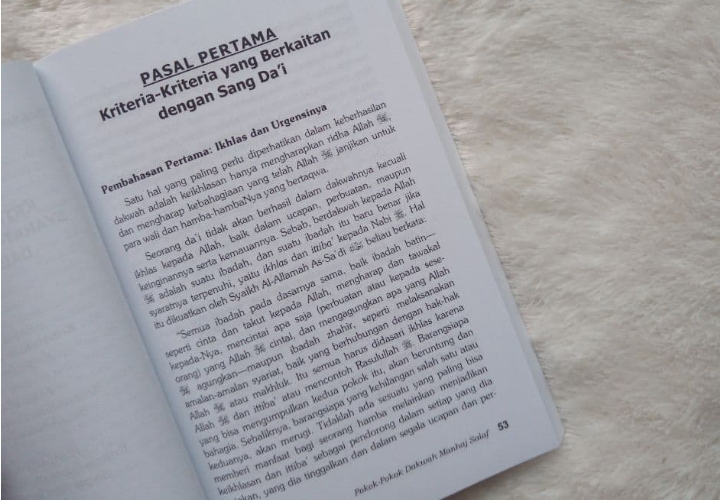 PASAL PERTAMA
Kriteria-Kriteria yang Berkaitan
dengan Sang Da'i
Pembahasan Pertama: Ikhlas dan Urgensinya
Satu hal yang paling perlu diperhatikan dalam keberhasilan
dakwah adalah keikhlasan hanya mengharapkan ridha Allah ﷻ,
dan mengharap kebahagiaan yang telah Allah ﷻ janjikan untuk
para wali dan hamba-hambaNya yang bertaqwa.
Seorang da'i tidak akan berhasil dalam dakwahnya kecuali
ikhlas kepada Allah, baik dalam ucapan, perbuatan, maupun
keinginannya serta kemauannya. Sebab, berdakwah kepada Allah
ﷻ adalah suatu ibadah, dan suatu ibadah itu baru benar jika
syaratnya terpenuhi, yaitu ikhlas dan ittiba' kepada Nabi ﷺ. Hal
itu dikuatkan oleh Syaikh Al-Allamah As-Sa'di beliau berkata:
"Semua ibadah pada dasarnya sama, baik ibadah batin—
seperti cinta dan takut kepada Allah, mengharap dan tawakal
kepada-Nya, mencintai apa saja (perbuatan atau kepada sese-
orang) yang Allah ﷻ cintai, dan mengagungkan apa yang Allah
ﷻ agungkan—maupun ibadah zhahir, seperti melaksanakan
amalan-amalan syariat, baik yang berhubungan dengan hak-hak
Allah ﷻ atau makhluk. Itu semua harus didasari ikhlas karena
Allah ﷻ dan ittiba' atau mencontoh Rasulullah ﷺ. Barangsiapa
yang bisa mengumpulkan kedua pokok itu, akan beruntung dan
bahagia. Sebaliknya, barangsiapa yang kehilangan salah satu atau
keduanya, akan merugi. Tidaklah ada sesuatu yang paling bisa
memberi manfaat bagi seorang hamba melainkan menjadikan
keikhlasan dan ittiba' sebagai pendorong dalam setiap yang dia
yang dia tinggalkan dan dalam segala ucapan dan per-
Pokok-Pokok Dakwah Manhaj Salaf 53